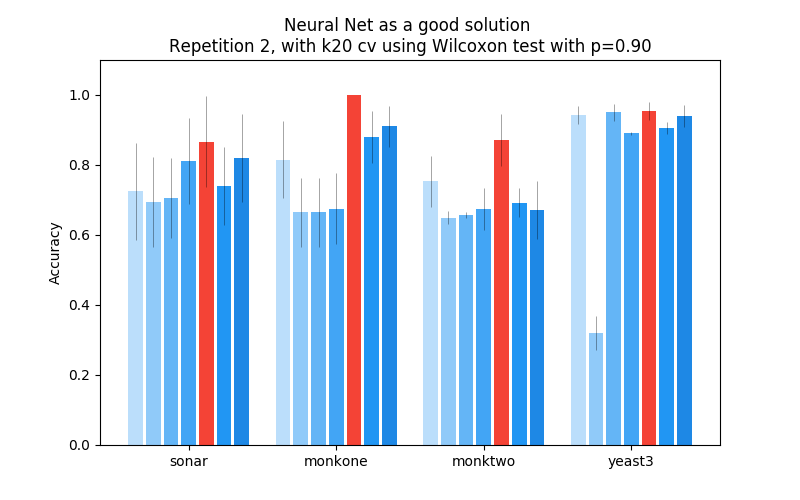 Neural Net as a good solution
Repetition 2, with k20 cv using Wilcoxon test with p=0.90
Accuracy
1.0
0.8
0.6
0.4
0.2
0.0
sonar
monkone
monktwo
yeast3